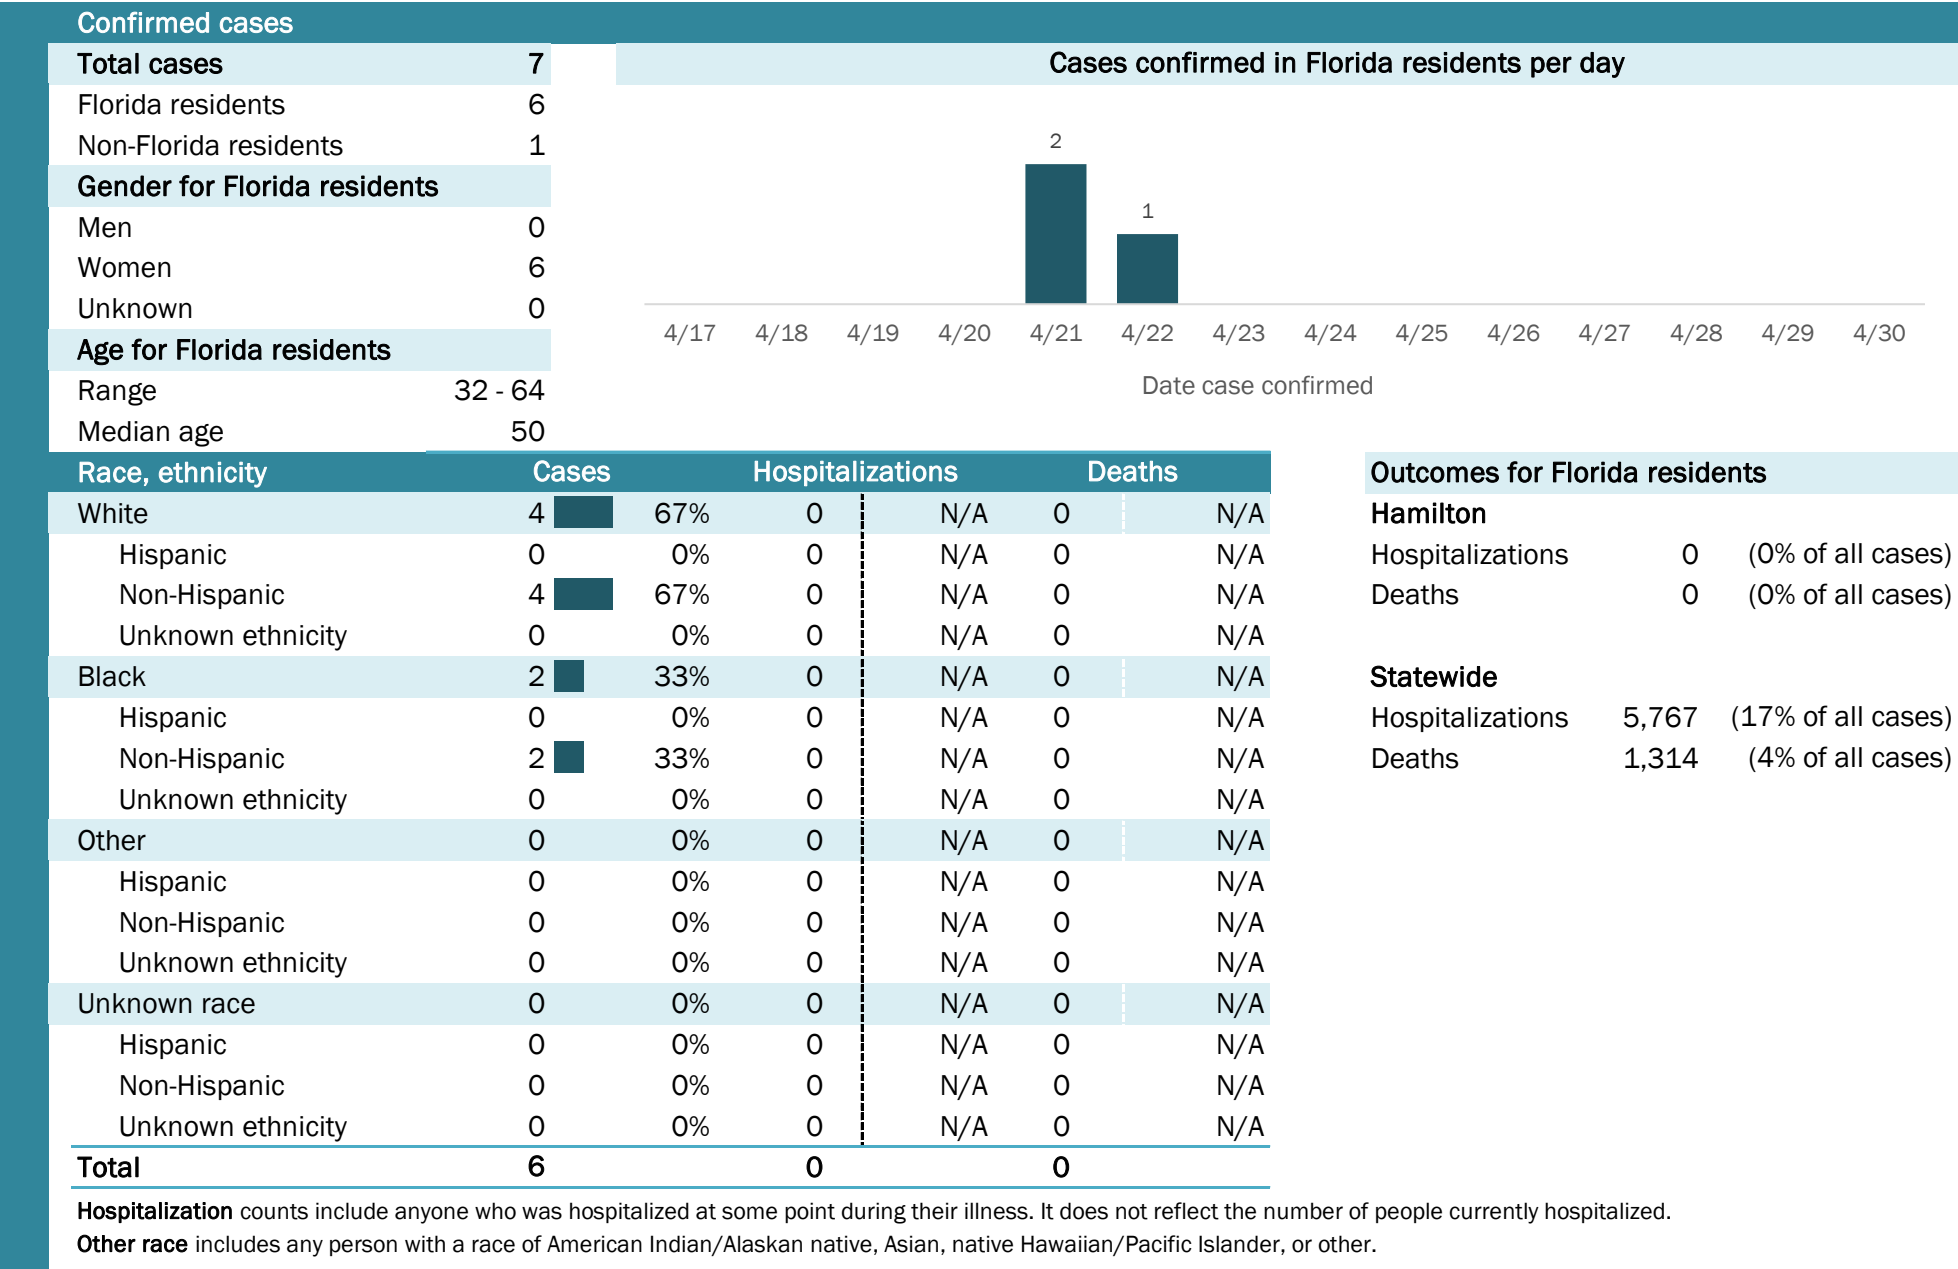 Confirmed cases
Total cases 7
Florida residents 6
Non-Florida residents 1
Gender for Florida residents
Men 0
Women 6
Unknown 0
Age for Florida residents
Range 32 - 64
Median age 50
Cases confirmed in Florida residents per day
2
1
4/17 4/18 4/19 4/20 4/21 4/22 4/23 4/24 4/25 4/26 4/27 4/28 4/29 4/30
Date case confirmed
Race, ethnicity Cases Hospitalizations Deaths
White 4 67% 0 N/A 0 N/A
Hispanic 0 0% 0 N/A 0 N/A
Non-Hispanic 4 67% 0 N/A 0 N/A
Unknown ethnicity 0 0% 0 N/A 0 N/A
Black 2 33% 0 N/A 0 N/A
Hispanic 0 0% 0 N/A 0 N/A
Non-Hispanic 2 33% 0 N/A 0 N/A
Unknown ethnicity 0 0% 0 N/A 0 N/A
Other 0 0% 0 N/A 0 N/A
Hispanic 0 0% 0 N/A 0 N/A
Non-Hispanic 0 0% 0 N/A 0 N/A
Unknown ethnicity 0 0% 0 N/A 0 N/A
Unknown race 0 0% 0 N/A 0 N/A
Hispanic 0 0% 0 N/A 0 N/A
Non-Hispanic 0 0% 0 N/A 0 N/A
Unknown ethnicity 0 0% 0 N/A 0 N/A
Total 6 0 0
Outcomes for Florida residents
Hamilton
Hospitalizations 0 (0% of all cases)
Deaths 0 (0% of all cases)
Statewide
Hospitalizations 5,767 (17% of all cases)
Deaths 1,314 (4% of all cases)
Hospitalization counts include anyone who was hospitalized at some point during their illness. It does not reflect the number of people currently hospitalized.
Other race includes any person with a race of American Indian/Alaskan native, Asian, native Hawaiian/Pacific Islander, or other.